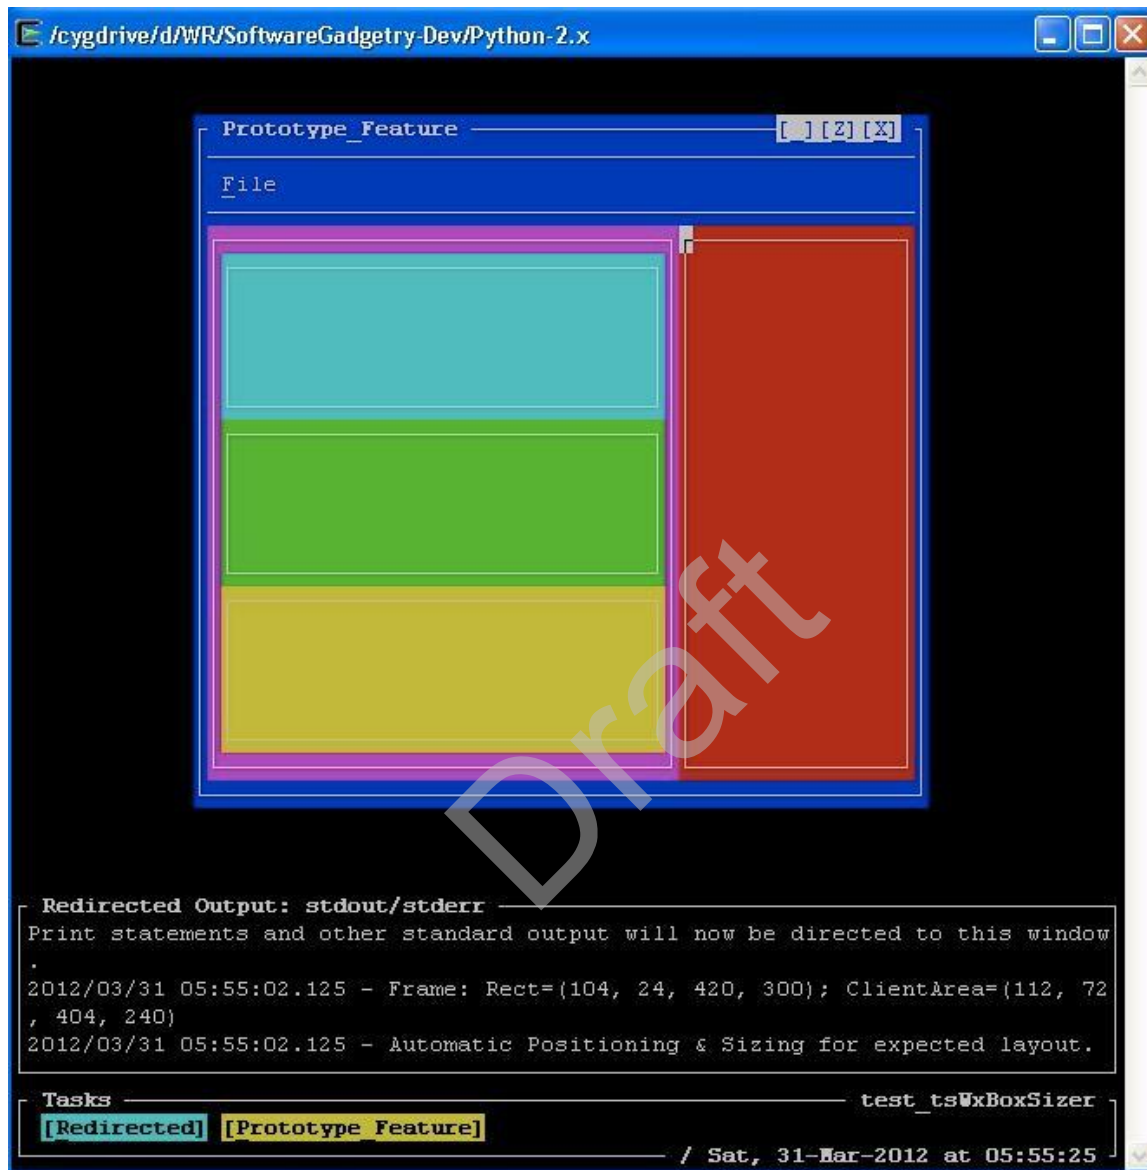 /cygdrive/d/WR/SoftwareGadgetry-Dev/Python-2.x
Prototype_Feature [_][Z][X]
File
Draft
Redirected Output: stdout/stderr
Print statements and other standard output will now be directed to this window
.
2012/03/31 05:55:02.125 - Frame: Rect=(104, 24, 420, 300); ClientArea=(112, 72
, 404, 240)
2012/03/31 05:55:02.125 - Automatic Positioning & Sizing for expected layout.
Tasks test_tsWxBoxSizer
[Redirected] [Prototype_Feature]
/ Sat, 31-Mar-2012 at 05:55:25